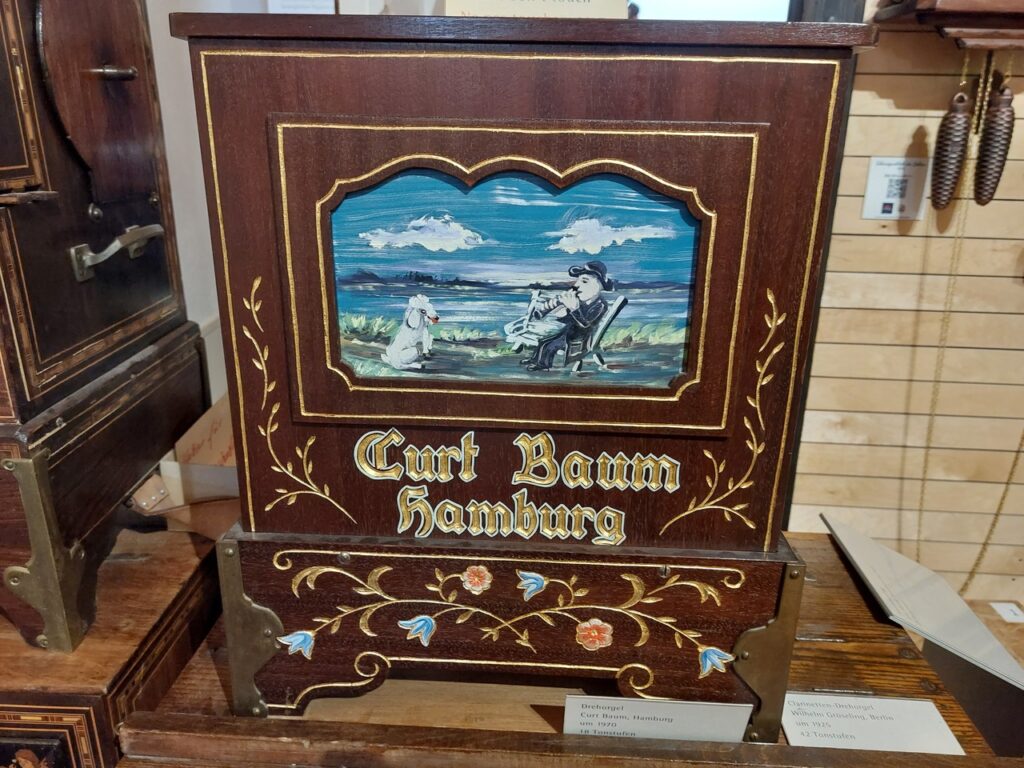 Curt Baum
Hamburg
Drehorgel
Curt Baum, Hamburg
um 1970
18 Tonstufen
Clarinetten-Drehorgel
Wilhelm Grüseling, Berlin
um 1925
42 Tonstufen